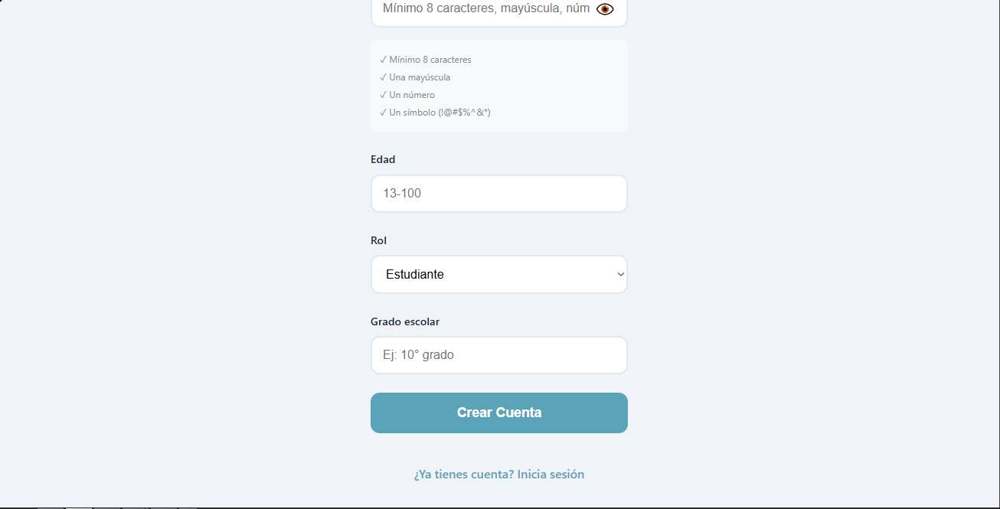 Mínimo 8 caracteres, mayúscula, núm
✓ Mínimo 8 caracteres
✓ Una mayúscula
✓ Un número
✓ Un símbolo (!@#$%^&*)
Edad
13-100
Rol
Estudiante
Grado escolar
Ej: 10° grado
Crear Cuenta
¿Ya tienes cuenta? Inicia sesión